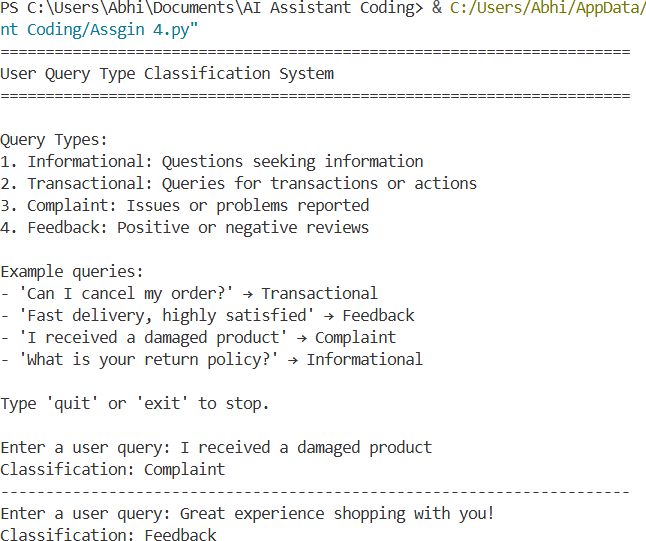 PS C:\Users\Abhi\Documents\AI Assistant Coding> & C:/Users/Abhi/AppData/
nt Coding/Assgin 4.py"
======================================================================
User Query Type Classification System
======================================================================
Query Types:
1. Informational: Questions seeking information
2. Transactional: Queries for transactions or actions
3. Complaint: Issues or problems reported
4. Feedback: Positive or negative reviews
Example queries:
- 'Can I cancel my order?' → Transactional
- 'Fast delivery, highly satisfied' → Feedback
- 'I received a damaged product' → Complaint
- 'What is your return policy?' → Informational
Type 'quit' or 'exit' to stop.
Enter a user query: I received a damaged product
Classification: Complaint
----------------------------------------------------------------------
Enter a user query: Great experience shopping with you!
Classification: Feedback